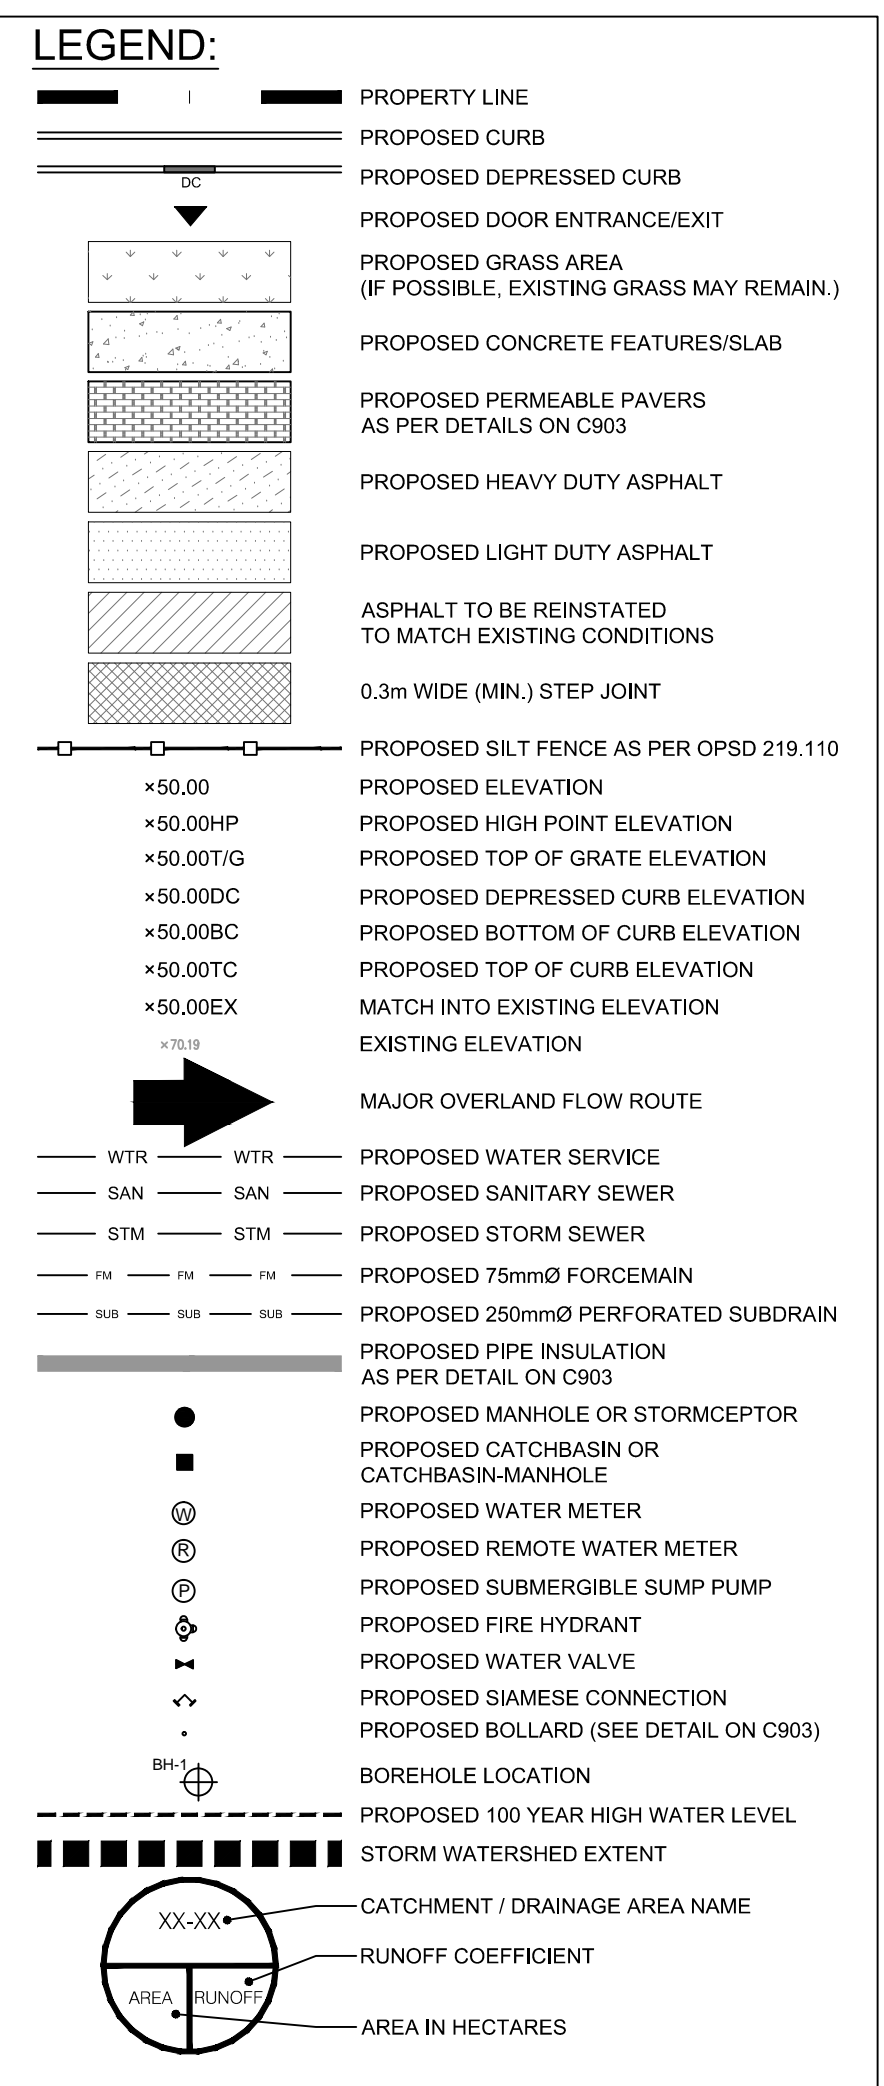 LEGEND:
PROPERTY LINE
PROPOSED CURB
DC
PROPOSED DEPRESSED CURB
PROPOSED DOOR ENTRANCE/EXIT
PROPOSED GRASS AREA
(IF POSSIBLE, EXISTING GRASS MAY REMAIN.)
PROPOSED CONCRETE FEATURES/SLAB
PROPOSED PERMEABLE PAVERS
AS PER DETAILS ON C903
PROPOSED HEAVY DUTY ASPHALT
PROPOSED LIGHT DUTY ASPHALT
ASPHALT TO BE REINSTATED
TO MATCH EXISTING CONDITIONS
0.3m WIDE (MIN.) STEP JOINT
PROPOSED SILT FENCE AS PER OPSD 219.110
×50.00 PROPOSED ELEVATION
×50.00HP PROPOSED HIGH POINT ELEVATION
×50.00T/G PROPOSED TOP OF GRATE ELEVATION
×50.00DC PROPOSED DEPRESSED CURB ELEVATION
×50.00BC PROPOSED BOTTOM OF CURB ELEVATION
×50.00TC PROPOSED TOP OF CURB ELEVATION
×50.00EX MATCH INTO EXISTING ELEVATION
×70.19 EXISTING ELEVATION
MAJOR OVERLAND FLOW ROUTE
WTR WTR PROPOSED WATER SERVICE
SAN SAN PROPOSED SANITARY SEWER
STM STM PROPOSED STORM SEWER
FM FM FM PROPOSED 75mmØ FORCEMAIN
SUB SUB SUB PROPOSED 250mmØ PERFORATED SUBDRAIN
PROPOSED PIPE INSULATION
AS PER DETAIL ON C903
PROPOSED MANHOLE OR STORMCEPTOR
PROPOSED CATCHBASIN OR
CATCHBASIN-MANHOLE
W PROPOSED WATER METER
R PROPOSED REMOTE WATER METER
P PROPOSED SUBMERGIBLE SUMP PUMP
PROPOSED FIRE HYDRANT
PROPOSED WATER VALVE
PROPOSED SIAMESE CONNECTION
PROPOSED BOLLARD (SEE DETAIL ON C903)
BH-1 BOREHOLE LOCATION
PROPOSED 100 YEAR HIGH WATER LEVEL
STORM WATERSHED EXTENT
XX-XX CATCHMENT / DRAINAGE AREA NAME
RUNOFF COEFFICIENT
AREA RUNOFF
AREA IN HECTARES